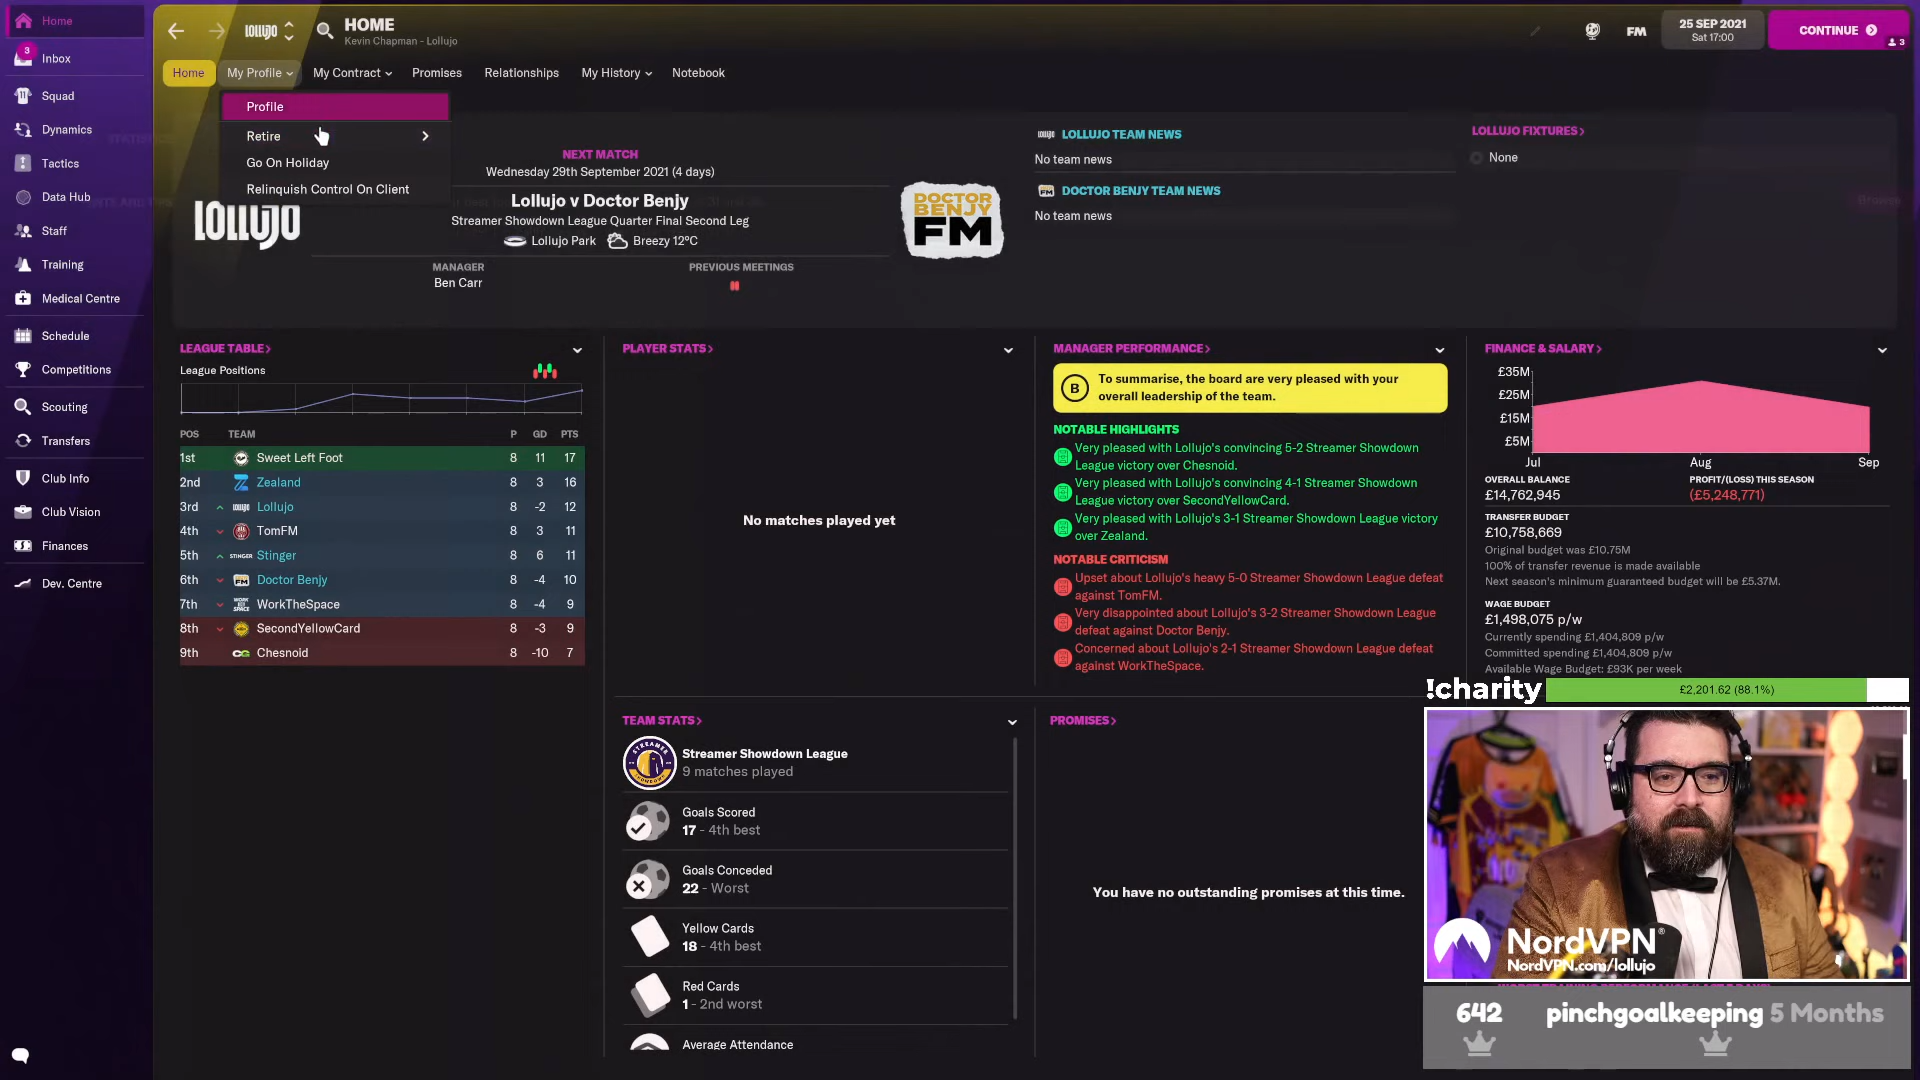 Home
3
Inbox
Squad
Dynamics
Tactics
Data Hub
Staff
Training
Medical Centre
Schedule
Competitions
Scouting
Transfers
Club Info
Club Vision
Finances
Dev. Centre
lollujo
HOME
Kevin Chapman - Lollujo
FM
25 SEP 2021
Sat 17:00
CONTINUE
3
Home
My Profile
My Contract
Promises
Relationships
My History
Notebook
Profile
Retire
Go On Holiday
Relinquish Control On Client
lollujo
NEXT MATCH
Wednesday 29th September 2021 (4 days)
Lollujo v Doctor Benjy
Streamer Showdown League Quarter Final Second Leg
Lollujo Park
Breezy 12°C
MANAGER
Ben Carr
PREVIOUS MEETINGS
DOCTOR
BENJY
FM
LOLLUJO TEAM NEWS
No team news
DOCTOR BENJY TEAM NEWS
No team news
LOLLUJO FIXTURES
None
Browse
LEAGUE TABLE
League Positions
POS TEAM P GD PTS
1st Sweet Left Foot 8 11 17
2nd Zealand 8 3 16
3rd Lollujo 8 -2 12
4th TomFM 8 3 11
5th STINGER Stinger 8 6 11
6th FM Doctor Benjy 8 -4 10
7th WorkTheSpace 8 -4 9
8th SecondYellowCard 8 -3 9
9th Chesnoid 8 -10 7
PLAYER STATS
No matches played yet
TEAM STATS
Streamer Showdown League
9 matches played
Goals Scored
17 - 4th best
Goals Conceded
22 - Worst
Yellow Cards
18 - 4th best
Red Cards
1 - 2nd worst
Average Attendance
MANAGER PERFORMANCE
B
To summarise, the board are very pleased with your
overall leadership of the team.
NOTABLE HIGHLIGHTS
Very pleased with Lollujo's convincing 5-2 Streamer Showdown
League victory over Chesnoid.
Very pleased with Lollujo's convincing 4-1 Streamer Showdown
League victory over SecondYellowCard.
Very pleased with Lollujo's 3-1 Streamer Showdown League victory
over Zealand.
NOTABLE CRITICISM
Upset about Lollujo's heavy 5-0 Streamer Showdown League defeat
against TomFM.
Very disappointed about Lollujo's 3-2 Streamer Showdown League
defeat against Doctor Benjy.
Concerned about Lollujo's 2-1 Streamer Showdown League defeat
against WorkTheSpace.
PROMISES
You have no outstanding promises at this time.
FINANCE & SALARY
£35M
£25M
£15M
£5M
Jul Aug Sep
OVERALL BALANCE
£14,762,945
PROFIT/(LOSS) THIS SEASON
(£5,248,771)
TRANSFER BUDGET
£10,758,669
Original budget was £10.75M
100% of transfer revenue is made available
Next season's minimum guaranteed budget will be £5.37M.
WAGE BUDGET
£1,498,075 p/w
Currently spending £1,404,809 p/w
Committed spending £1,404,809 p/w
Available Wage Budget: £93K per week
!charity
£2,201.62 (88.1%)
NordVPN®
NordVPN.com/lollujo
642
pinchgoalkeeping 5 Months